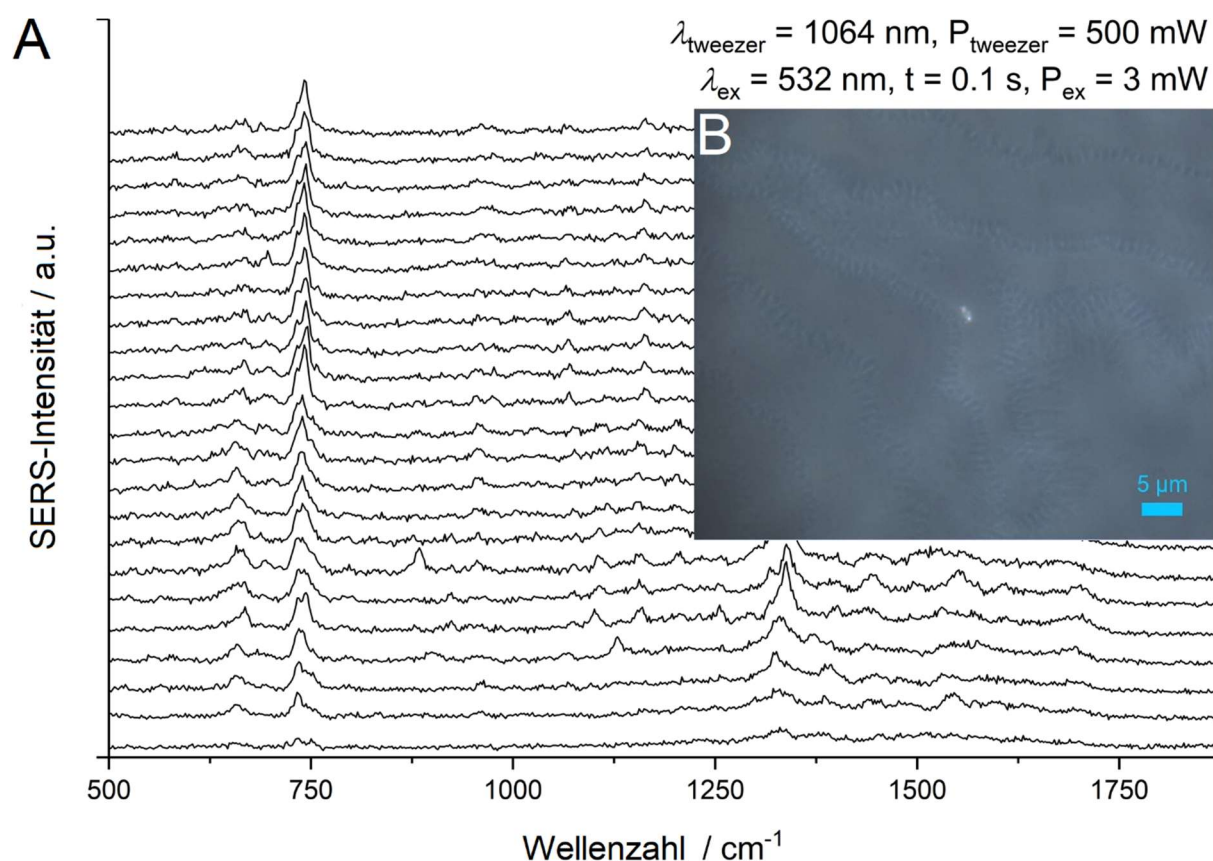 A
λtweezer = 1064 nm, Ptweezer = 500 mW
λex = 532 nm, t = 0.1 s, Pex = 3 mW
B
5 µm
SERS-Intensität / a.u.
500 750 1000 1250 1500 1750
Wellenzahl / cm-1